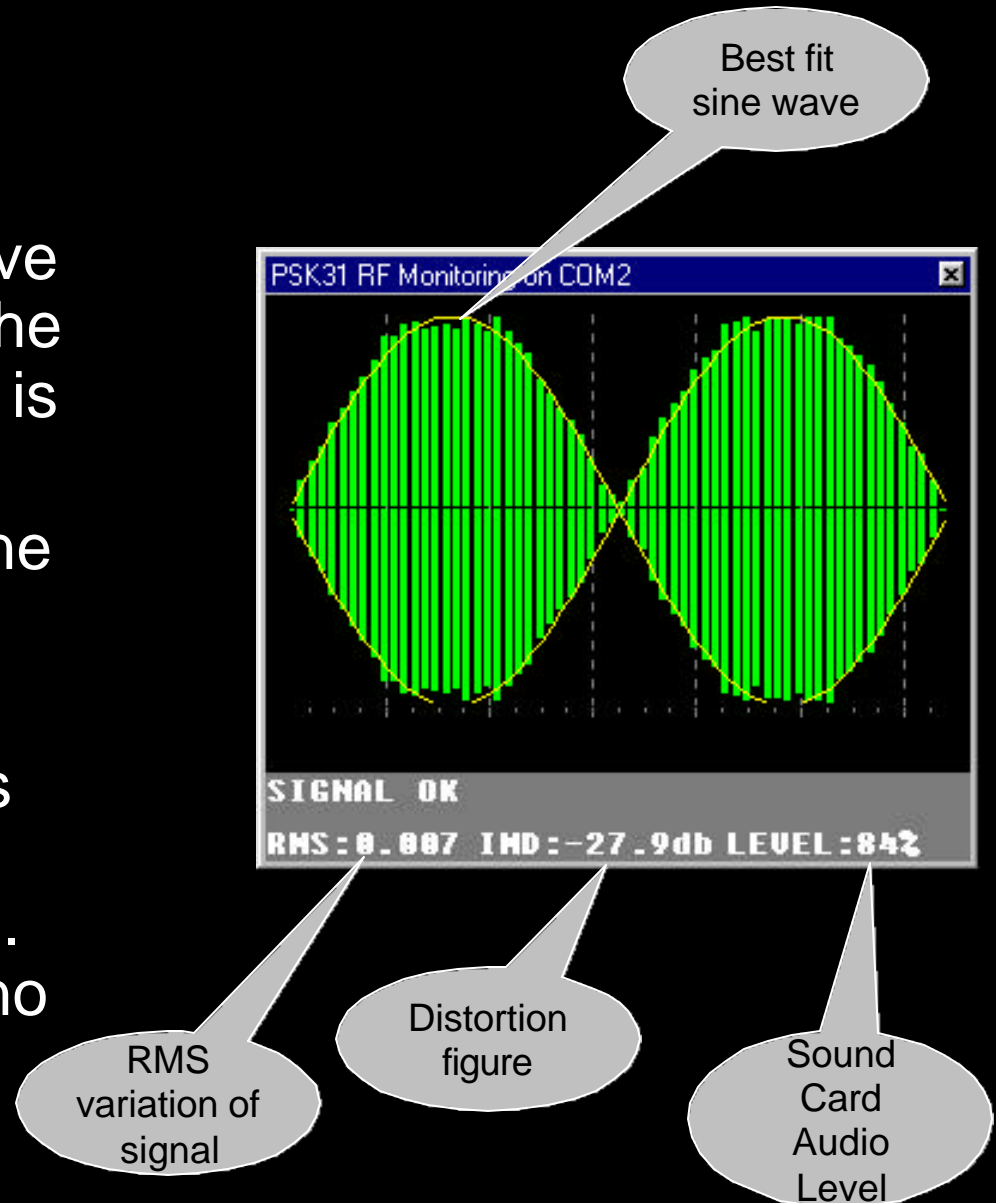 Best fit
sine wave
ve
he
is
ne
s
.
no
PSK31 RF Monitoring on COM2
SIGNAL OK
RMS:0.007 IMD:-27.9db LEVEL:84%
RMS
variation of
signal
Distortion
figure
Sound
Card
Audio
Level